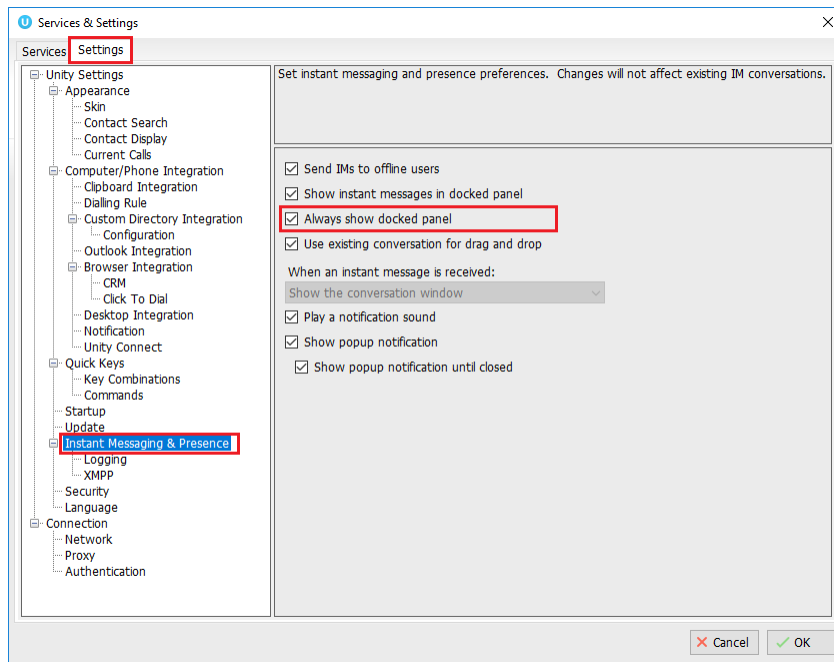 Services & Settings
Services
Settings
Unity Settings
Appearance
Skin
Contact Search
Contact Display
Current Calls
Computer/Phone Integration
Clipboard Integration
Dialling Rule
Custom Directory Integration
Configuration
Outlook Integration
Browser Integration
CRM
Click To Dial
Desktop Integration
Notification
Unity Connect
Quick Keys
Key Combinations
Commands
Startup
Update
Instant Messaging & Presence
Logging
XMPP
Security
Language
Connection
Network
Proxy
Authentication
Set instant messaging and presence preferences.  Changes will not affect existing IM conversations.
Send IMs to offline users
Show instant messages in docked panel
Always show docked panel
Use existing conversation for drag and drop
When an instant message is received:
Show the conversation window
Play a notification sound
Show popup notification
Show popup notification until closed
Cancel
OK